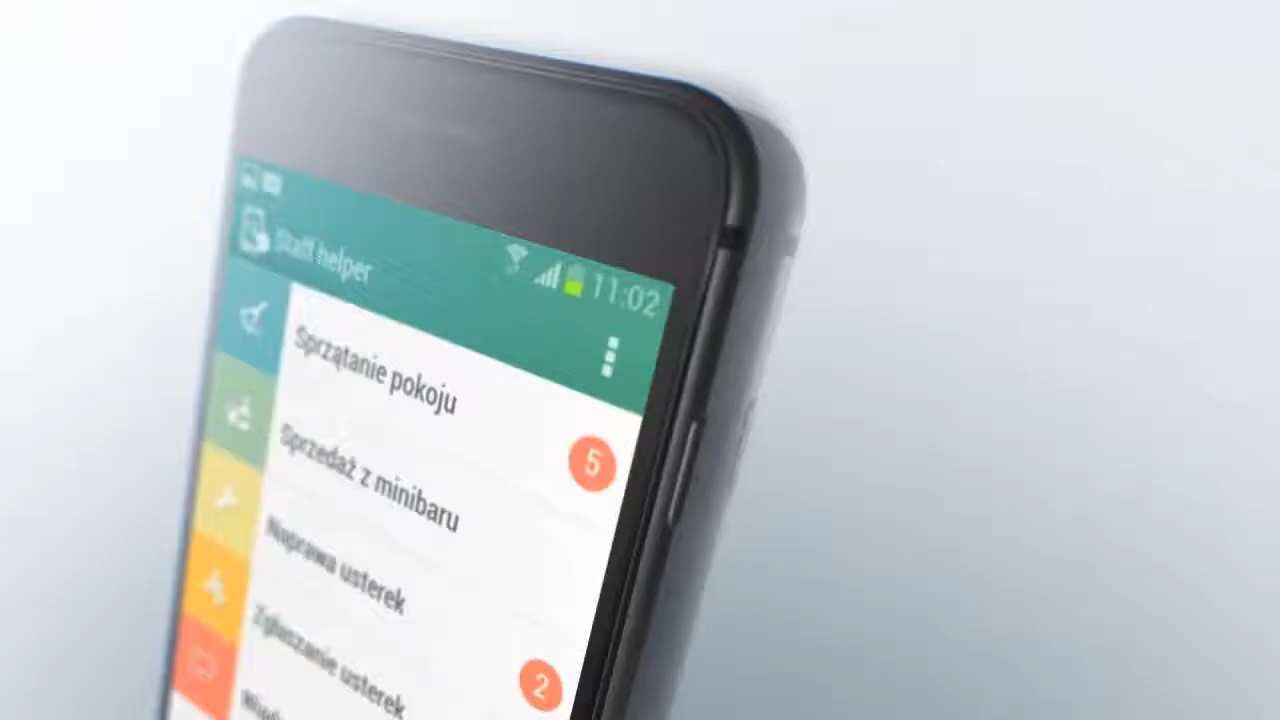 11:02
Staff helper
Sprzątanie pokoju
5
Sprzedaż z minibaru
Naprawa usterek
2
Zgłaszanie usterek